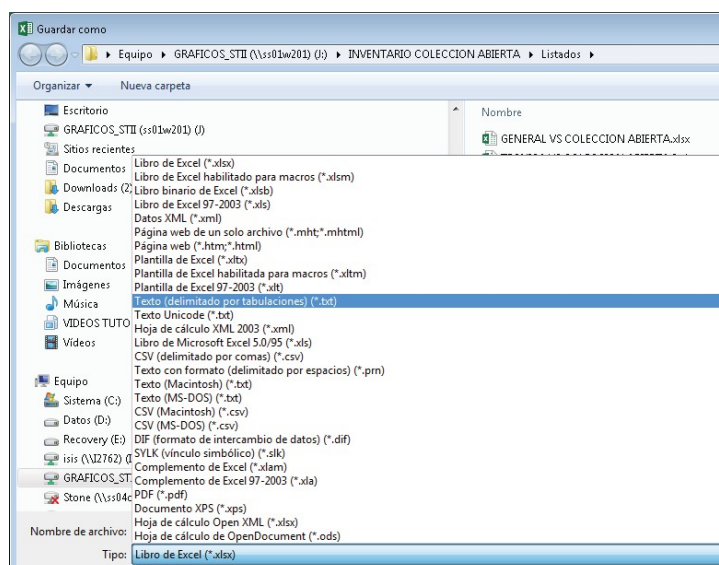 Guardar como
Equipo ▸ GRAFICOS_STII (\\ss01w201) (J:) ▸ INVENTARIO COLECCION ABIERTA ▸ Listados ▸
Organizar ▾ Nueva carpeta
Escritorio
GRAFICOS_STII (ss01w201) (J)
Sitios recientes
Documentos
Downloads (2)
Descargas
Bibliotecas
Documentos
Imágenes
Música
VIDEOS TUTO
Vídeos
Equipo
Sistema (C:)
Datos (D:)
Recovery (E:)
isis (\\I2762) (I
GRAFICOS_ST
Stone (\\ss04c
Nombre
GENERAL VS COLECCION ABIERTA.xlsx
Libro de Excel (*.xlsx)
Libro de Excel habilitado para macros (*.xlsm)
Libro binario de Excel (*.xlsb)
Libro de Excel 97-2003 (*.xls)
Datos XML (*.xml)
Página web de un solo archivo (*.mht;*.mhtml)
Página web (*.htm;*.html)
Plantilla de Excel (*.xltx)
Plantilla de Excel habilitada para macros (*.xltm)
Plantilla de Excel 97-2003 (*.xlt)
Texto (delimitado por tabulaciones) (*.txt)
Texto Unicode (*.txt)
Hoja de cálculo XML 2003 (*.xml)
Libro de Microsoft Excel 5.0/95 (*.xls)
CSV (delimitado por comas) (*.csv)
Texto con formato (delimitado por espacios) (*.prn)
Texto (Macintosh) (*.txt)
Texto (MS-DOS) (*.txt)
CSV (Macintosh) (*.csv)
CSV (MS-DOS) (*.csv)
DIF (formato de intercambio de datos) (*.dif)
SYLK (vínculo simbólico) (*.slk)
Complemento de Excel (*.xlam)
Complemento de Excel 97-2003 (*.xla)
PDF (*.pdf)
Documento XPS (*.xps)
Hoja de cálculo Open XML (*.xlsx)
Hoja de cálculo de OpenDocument (*.ods)
Nombre de archivo:
Tipo: Libro de Excel (*.xlsx)